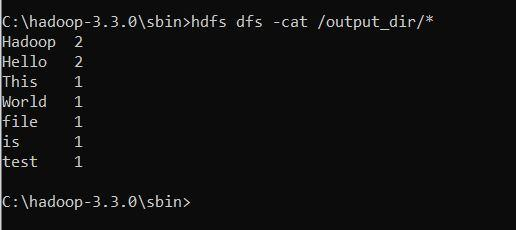 C:\hadoop-3.3.0\sbin>hdfs dfs -cat /output_dir/*
Hadoop  2
Hello   2
This    1
World   1
file    1
is      1
test    1
C:\hadoop-3.3.0\sbin>